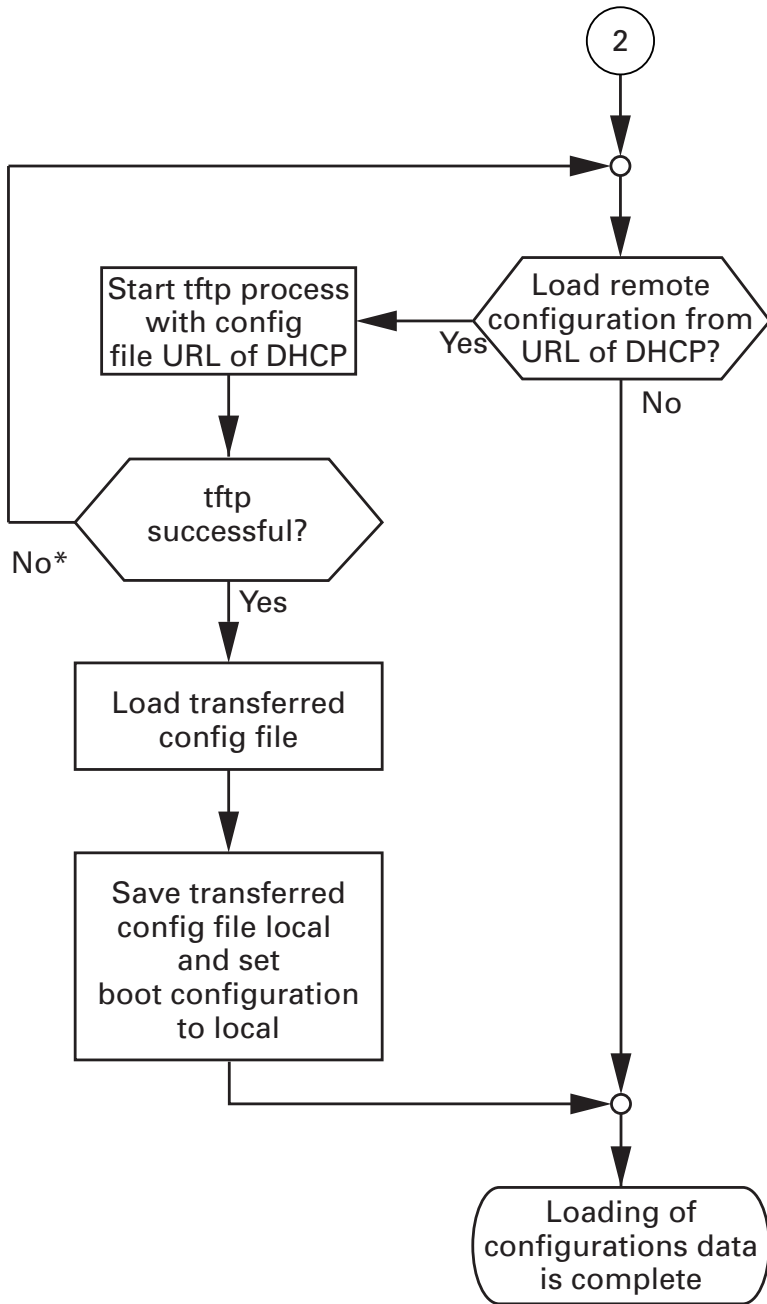 2
Load remote
configuration from
URL of DHCP?
Yes
No
Start tftp process
with config
file URL of DHCP
tftp
successful?
No*
Yes
Load transferred
config file
Save transferred
config file local
and set
boot configuration
to local
Loading of
configurations data
is complete